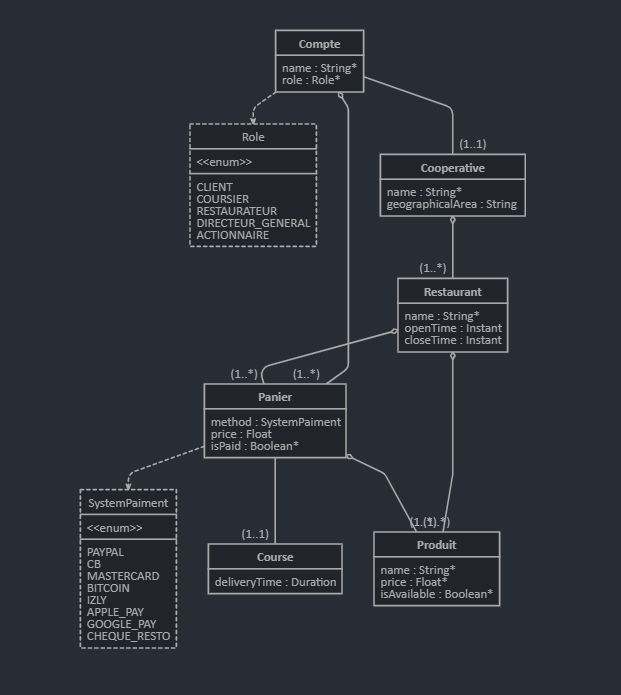 Compte
name : String*
role : Role*
Role
<<enum>>
CLIENT
COURSIER
RESTAURATEUR
DIRECTEUR_GENERAL
ACTIONNAIRE
(1..1)
Cooperative
name : String*
geographicalArea : String
(1..*)
Restaurant
name : String*
openTime : Instant
closeTime : Instant
(1..*)
(1..*)
Panier
method : SystemPaiment
price : Float
isPaid : Boolean*
SystemPaiment
<<enum>>
PAYPAL
CB
MASTERCARD
BITCOIN
IZLY
APPLE_PAY
GOOGLE_PAY
CHEQUE_RESTO
(1..1)
Course
deliveryTime : Duration
Produit
name : String*
price : Float*
isAvailable : Boolean*